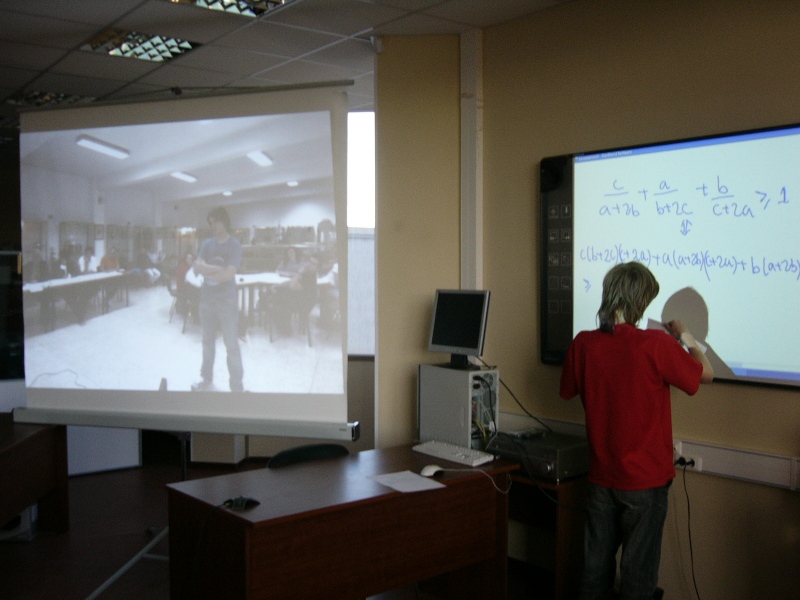 c/(a+2b) + a/(b+2c) + b/(c+2a) ⩾ 1
⇕
c(b+2c)(c+2a)+a(a+2b)(c+2a)+b(a+2b)
⩾